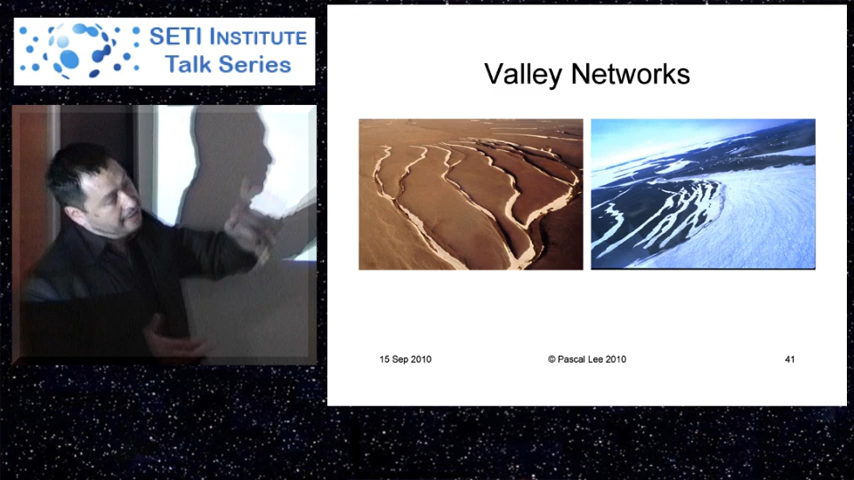 SETI INSTITUTE
Talk Series
Valley Networks
15 Sep 2010
© Pascal Lee 2010
41